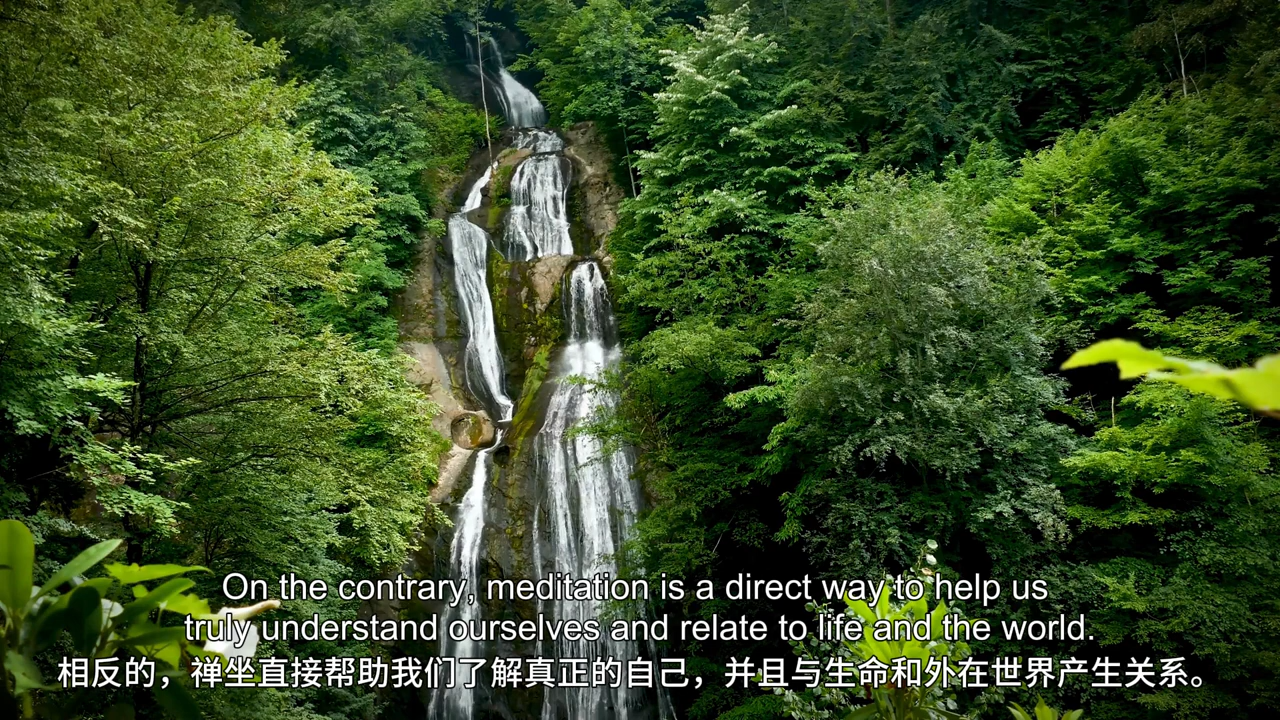 On the contrary, meditation is a direct way to help us
truly understand ourselves and relate to life and the world.
相反的，禅坐直接帮助我们了解真正的自己，并且与生命和外在世界产生关系。